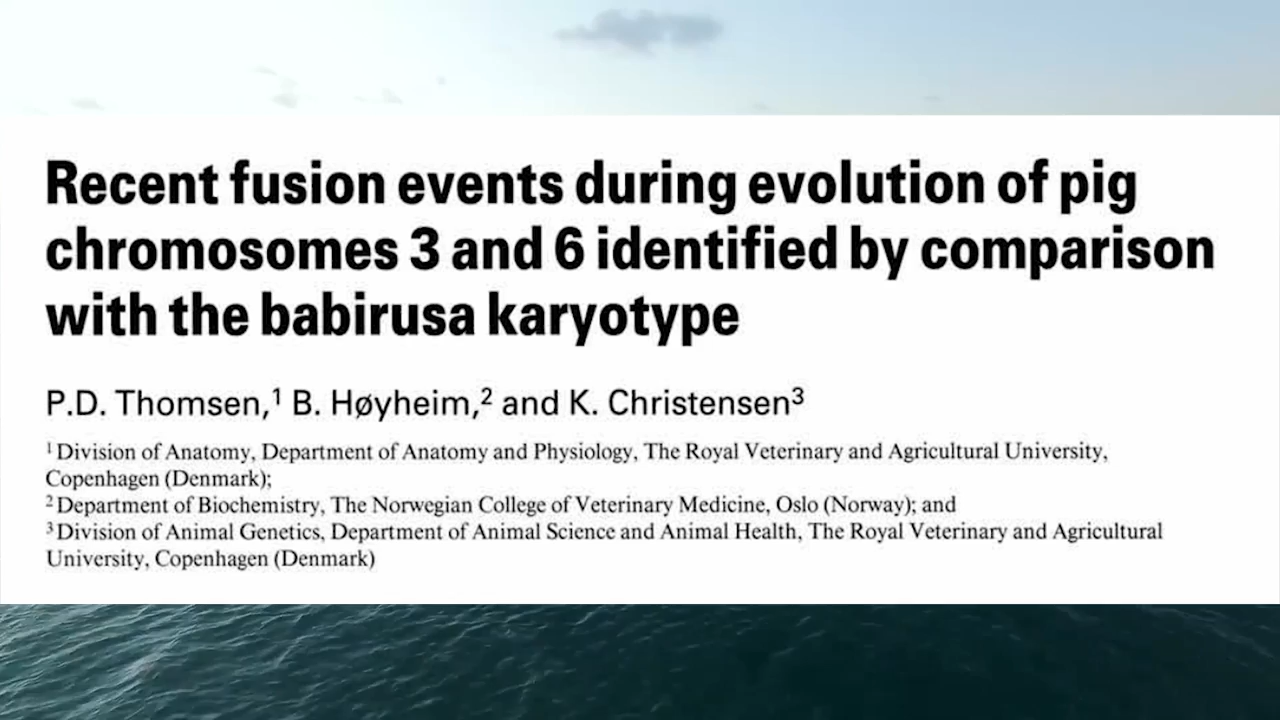 Recent fusion events during evolution of pig
chromosomes 3 and 6 identified by comparison
with the babirusa karyotype
P.D. Thomsen,¹ B. Høyheim,² and K. Christensen³
¹ Division of Anatomy, Department of Anatomy and Physiology, The Royal Veterinary and Agricultural University,
Copenhagen (Denmark);
² Department of Biochemistry, The Norwegian College of Veterinary Medicine, Oslo (Norway); and
³ Division of Animal Genetics, Department of Animal Science and Animal Health, The Royal Veterinary and Agricultural
University, Copenhagen (Denmark)